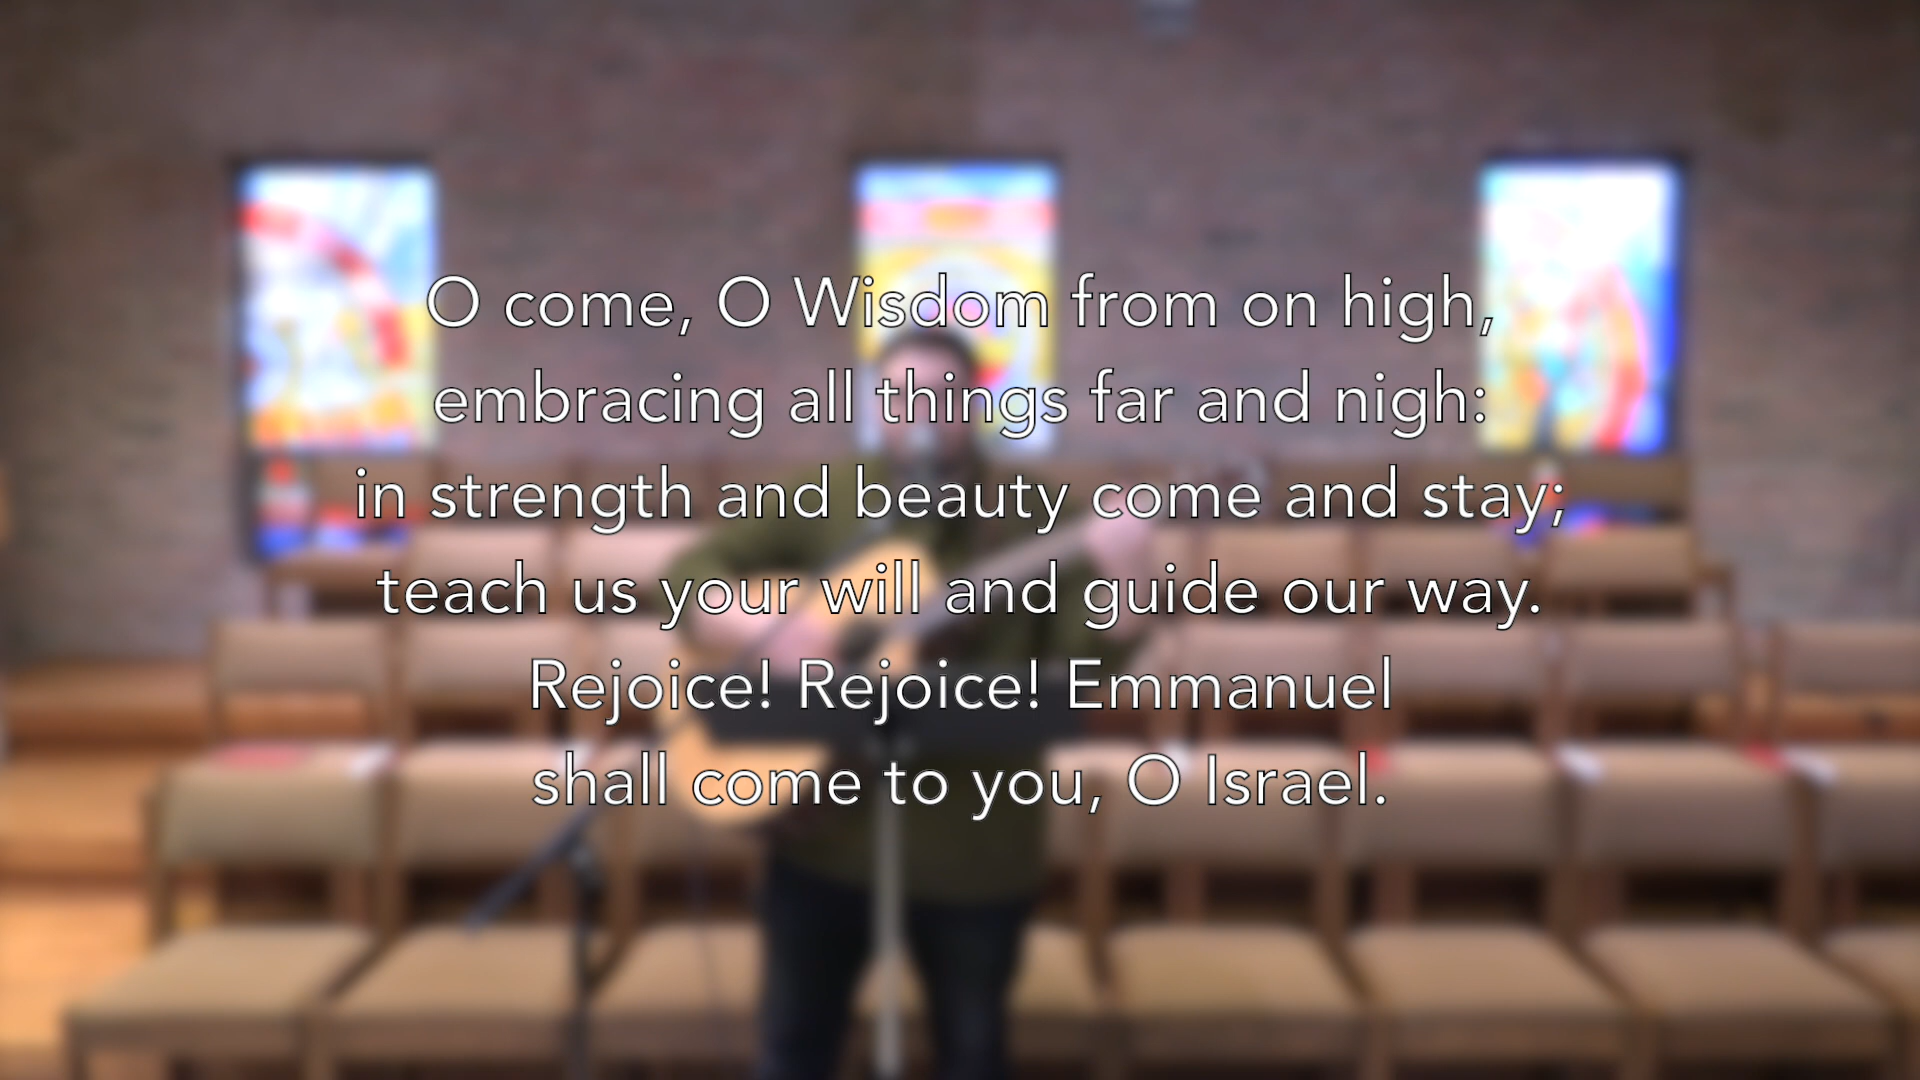 O come, O Wisdom from on high,
embracing all things far and nigh:
in strength and beauty come and stay;
teach us your will and guide our way.
Rejoice! Rejoice! Emmanuel
shall come to you, O Israel.